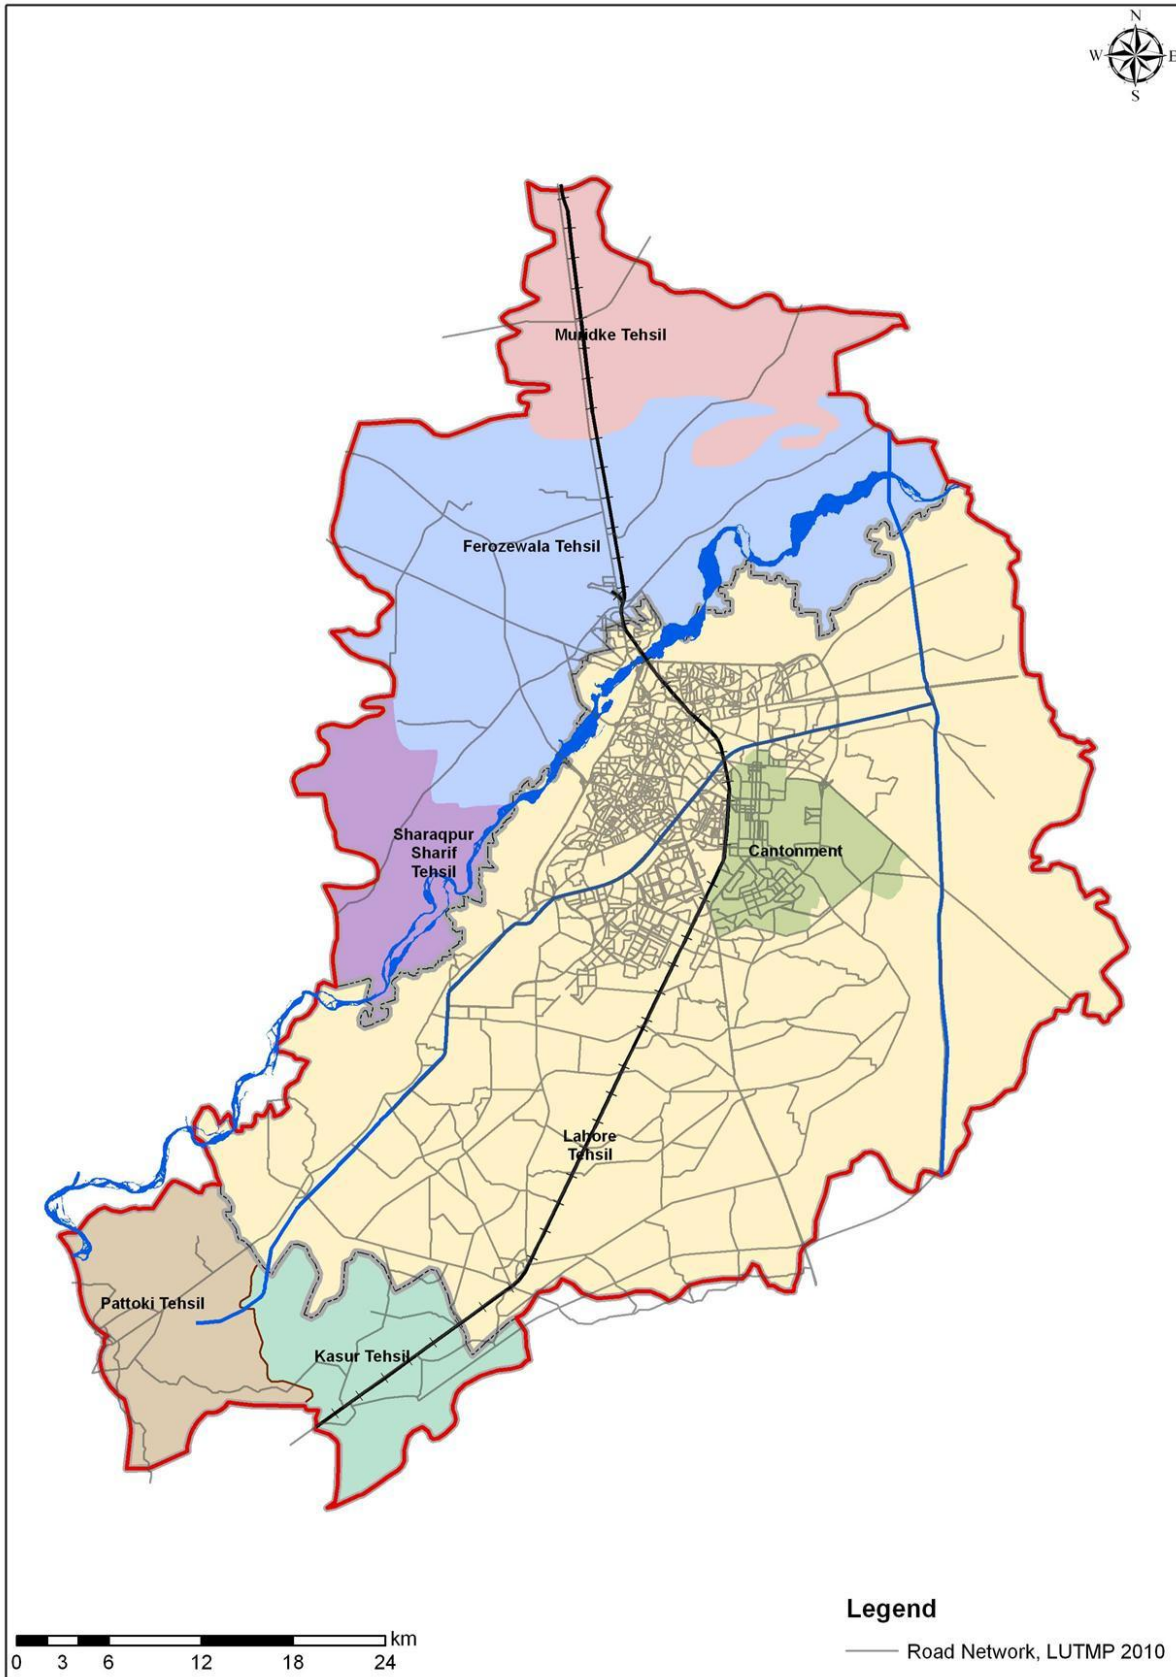 N
W E
S
Muridke Tehsil
Ferozewala Tehsil
Sharaqpur
Sharif
Tehsil
Cantonment
Lahore
Tehsil
Pattoki Tehsil
Kasur Tehsil
Legend
Road Network, LUTMP 2010
km
0 3 6 12 18 24